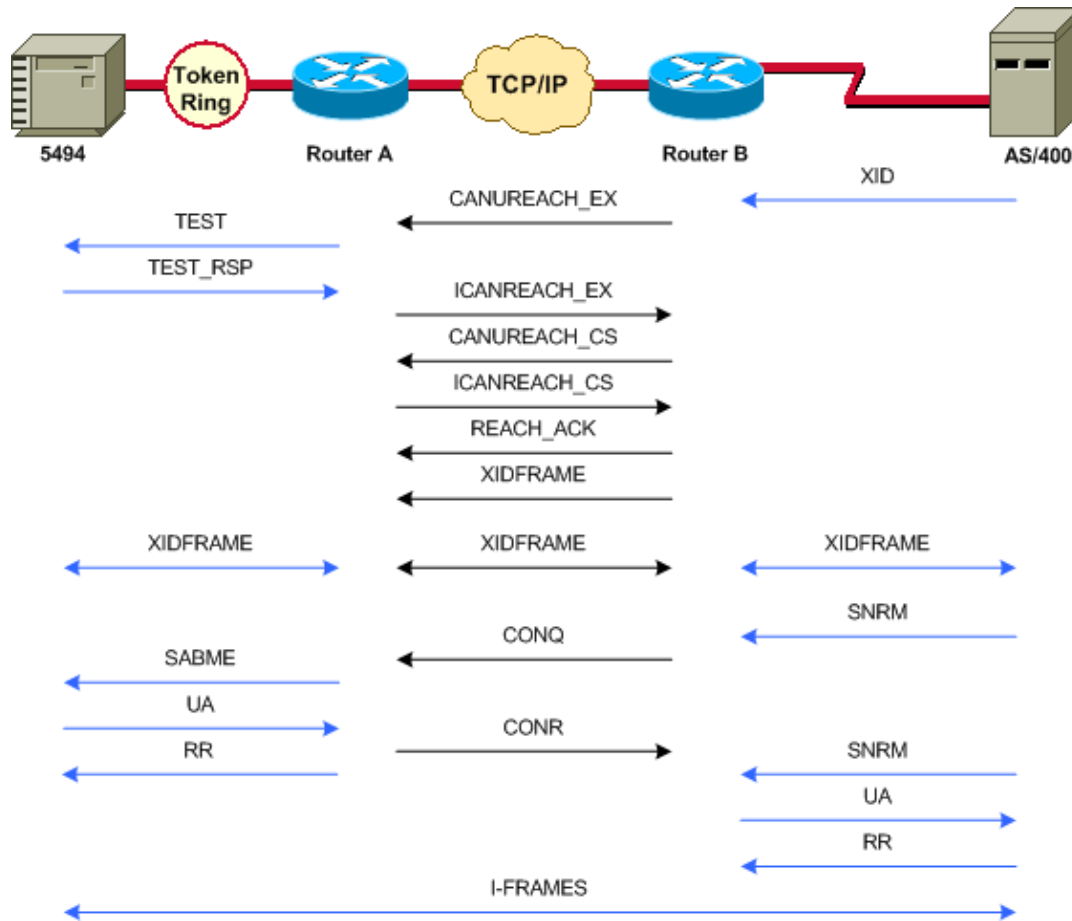 Token
Ring
TCP/IP
5494
Router A
Router B
AS/400
XID
CANUREACH_EX
TEST
TEST_RSP
ICANREACH_EX
CANUREACH_CS
ICANREACH_CS
REACH_ACK
XIDFRAME
XIDFRAME
XIDFRAME
XIDFRAME
SNRM
CONQ
SABME
UA
CONR
RR
SNRM
UA
RR
I-FRAMES